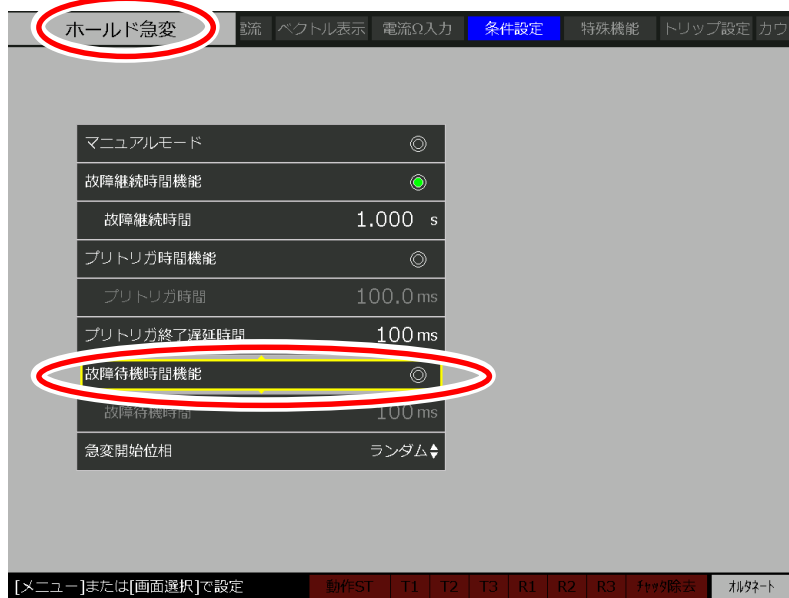 ホールド急変 電流 ベクトル表示 電流Ω入力 条件設定 特殊機能 トリップ設定 カウ
マニュアルモード
故障継続時間機能
故障継続時間 1.000 s
プリトリガ時間機能
プリトリガ時間 100.0 ms
プリトリガ終了遅延時間 100 ms
故障待機時間機能
故障待機時間 100 ms
急変開始位相 ランダム
[メニュー]または[画面選択]で設定 動作ST T1 T2 T3 R1 R2 R3 ﾁｬｯﾀ除去 ｵﾙﾀﾈｰﾄ